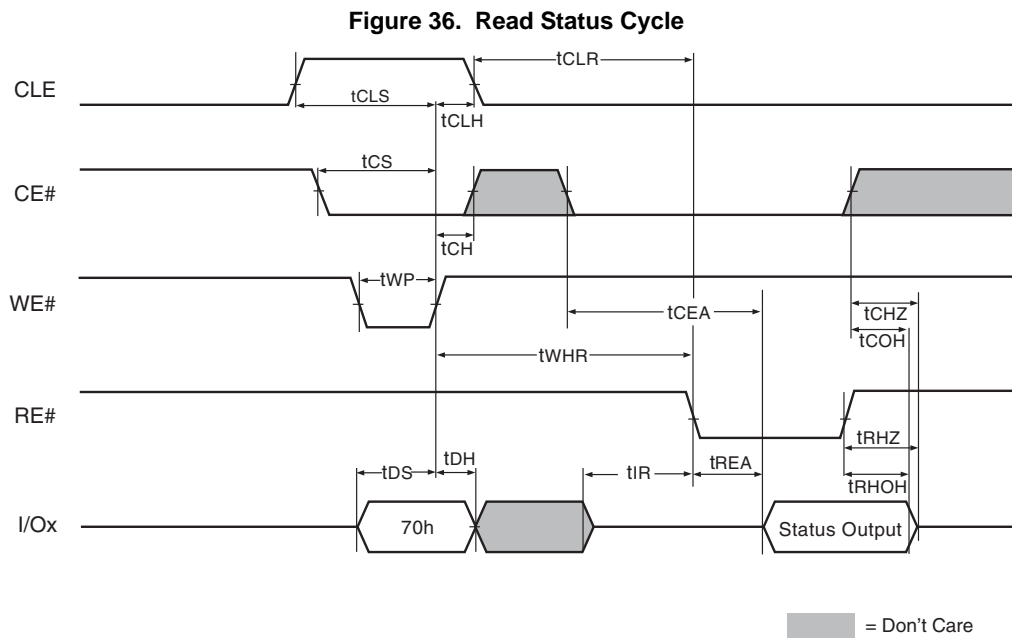 Figure 36. Read Status Cycle
CLE
tCLR
tCLS
tCLH
CE#
tCS
tCH
WE#
tWP
tCEA
tCHZ
tCOH
tWHR
RE#
tRHZ
tRHOH
tDS
tDH
tIR
tREA
I/Ox
70h
Status Output
= Don't Care